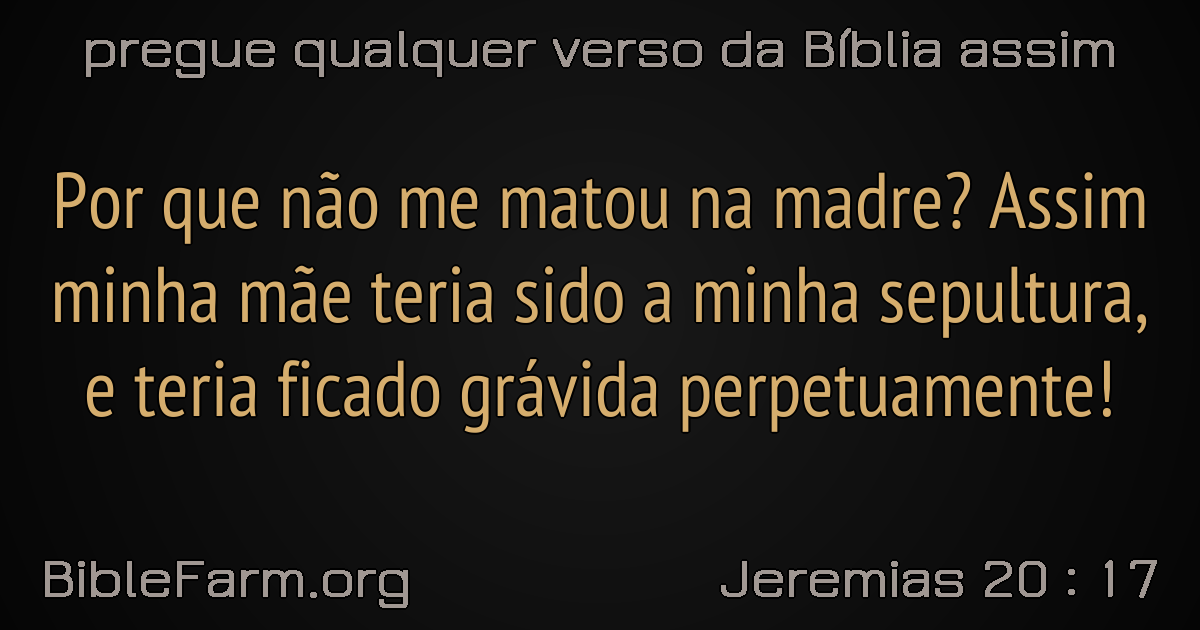 pregue qualquer verso da Bíblia assim
Por que não me matou na madre? Assim
minha mãe teria sido a minha sepultura,
e teria ficado grávida perpetuamente!
BibleFarm.org
Jeremias 20 : 17